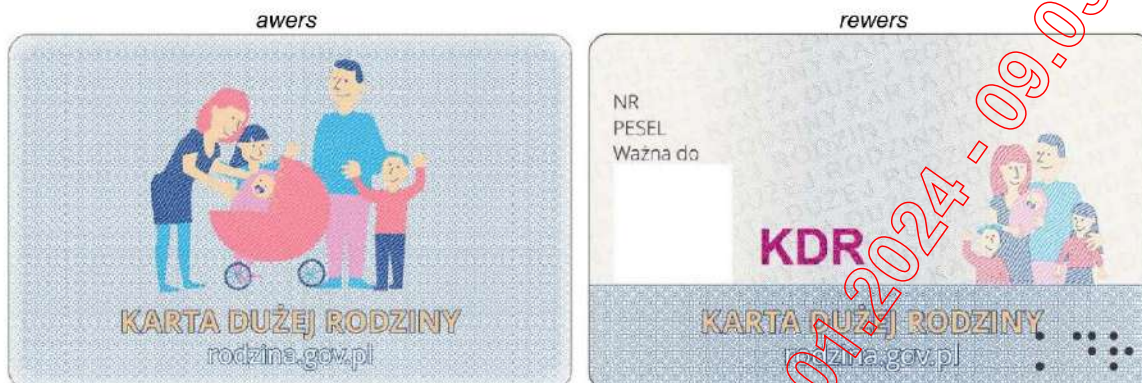 awers
KARTA DUŻEJ RODZINY
rodzina.gov.pl
rewers
NR
PESEL
Ważna do
KDR
KARTA DUŻEJ RODZINY
rodzina.gov.pl
01.2024 - 09.0